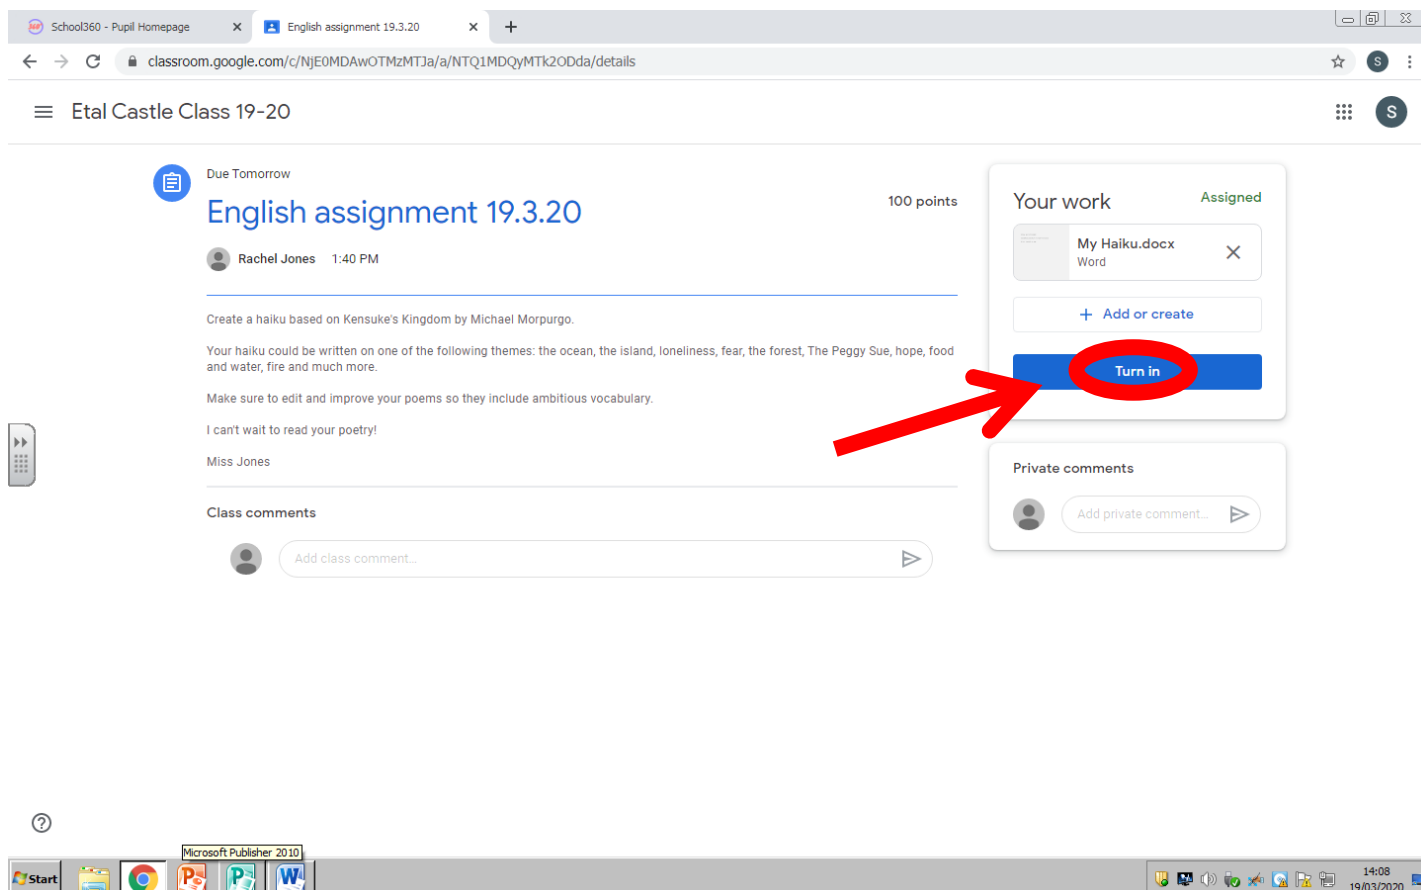 School360 - Pupil Homepage
English assignment 19.3.20
classroom.google.com/c/NjE0MDAwOTMzMTJa/a/NTQ1MDQyMTk2ODda/details
S
Etal Castle Class 19-20
S
Due Tomorrow
English assignment 19.3.20
100 points
Rachel Jones 1:40 PM
Create a haiku based on Kensuke's Kingdom by Michael Morpurgo.
Your haiku could be written on one of the following themes: the ocean, the island, loneliness, fear, the forest, The Peggy Sue, hope, food
and water, fire and much more.
Make sure to edit and improve your poems so they include ambitious vocabulary.
I can't wait to read your poetry!
Miss Jones
Class comments
Add class comment...
Your work
Assigned
My Haiku.docx
Word
+ Add or create
Turn in
Private comments
Add private comment...
Microsoft Publisher 2010
Start
14:08
19/03/2020